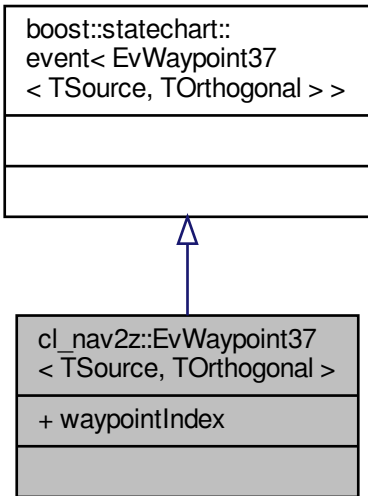 boost::statechart::
event< EvWaypoint37
< TSource, TOrthogonal > >
cl_nav2z::EvWaypoint37
< TSource, TOrthogonal >
+ waypointIndex